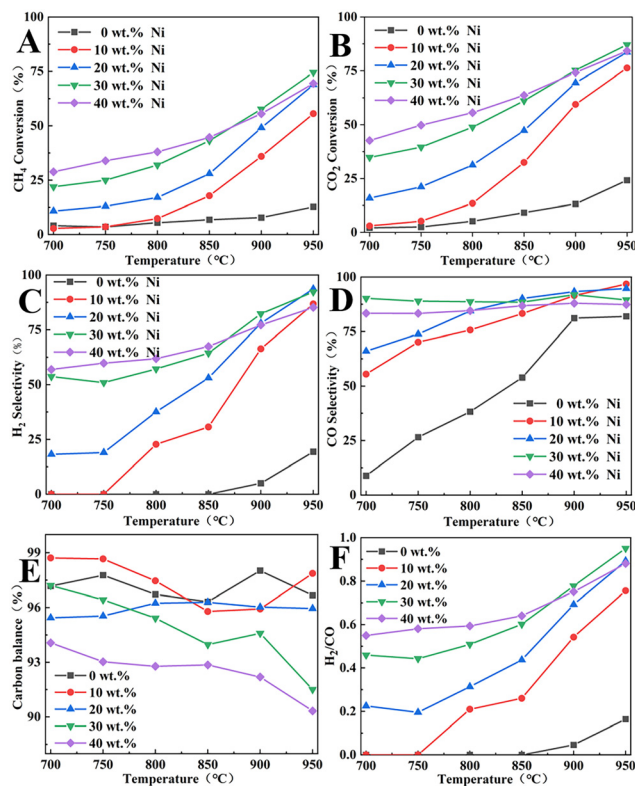 A
0 wt.% Ni
10 wt.% Ni
20 wt.% Ni
30 wt.% Ni
40 wt.% Ni
100
75
50
25
0
CH4 Conversion（%）
700 750 800 850 900 950
Temperature（°C）
B
0 wt.% Ni
10 wt.% Ni
20 wt.% Ni
30 wt.% Ni
40 wt.% Ni
100
75
50
25
0
CO2 Conversion（%）
700 750 800 850 900 950
Temperature（°C）
C
0 wt.% Ni
10 wt.% Ni
20 wt.% Ni
30 wt.% Ni
40 wt.% Ni
100
75
50
25
0
H2 Selectivity（%）
700 750 800 850 900 950
Temperature（°C）
D
0 wt.% Ni
10 wt.% Ni
20 wt.% Ni
30 wt.% Ni
40 wt.% Ni
100
75
50
25
0
CO Selectivity（%）
700 750 800 850 900 950
Temperature（°C）
E
0 wt.%
10 wt.%
20 wt.%
30 wt.%
40 wt.%
99
98
96
93
90
Carbon balance（%）
700 750 800 850 900 950
Temperature（°C）
F
0 wt.%
10 wt.%
20 wt.%
30 wt.%
40 wt.%
1.0
0.8
0.6
0.4
0.2
0.0
H2/CO
700 750 800 850 900 950
Temperature（°C）